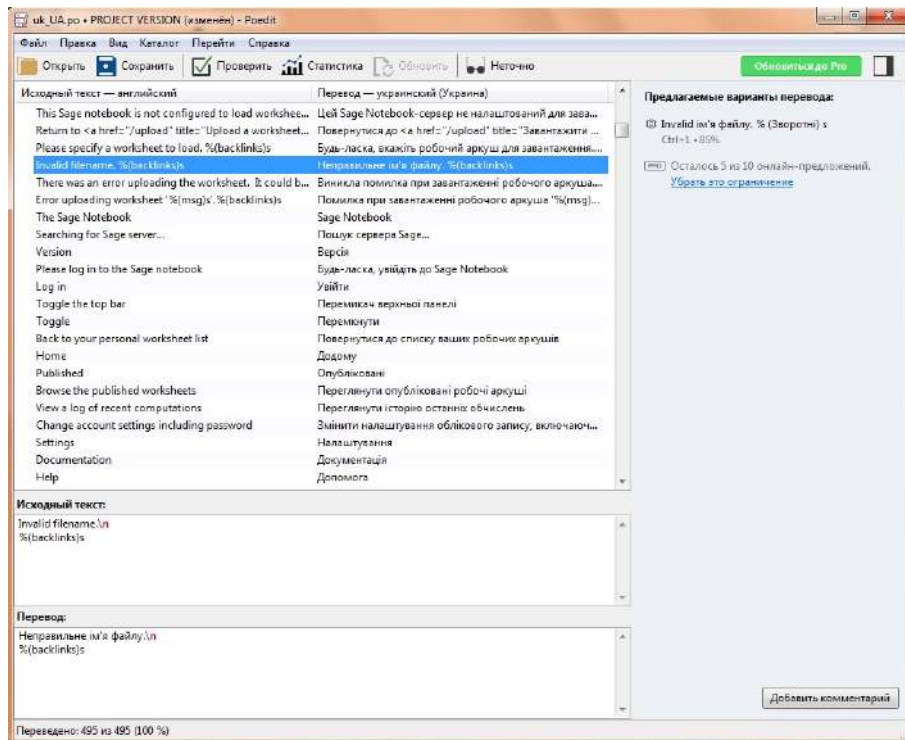 uk_UA.po • PROJECT VERSION (изменён) - Poedit
Файл Правка Вид Каталог Перейти Справка
Открыть Сохранить Проверить Статистика Обновить Неточно Обновиться до Pro
Исходный текст — английский Перевод — украинский (Украина)
This Sage notebook is not configured to load workshee... Цей Sage Notebook-сервер не налаштований для зава...
Return to <a href="/upload" title="Upload a worksheet... Повернутися до <a href="/upload" title="Завантажити ...
Please specify a worksheet to load. %(backlinks)s Будь-ласка, вкажіть робочий аркуш для завантаження....
Invalid filename. %(backlinks)s Неправильне ім'я файлу. %(backlinks)s
There was an error uploading the worksheet. It could b... Виникла помилка при завантаженні робочого аркуша....
Error uploading worksheet '%(msg)s'. %(backlinks)s Помилка при завантаженні робочого аркуша '%(msg)...
The Sage Notebook Sage Notebook
Searching for Sage server... Пошук сервера Sage...
Version Версія
Please log in to the Sage notebook Будь-ласка, увійдіть до Sage Notebook
Log in Увійти
Toggle the top bar Перемикач верхньої панелі
Toggle Перемкнути
Back to your personal worksheet list Повернутися до списку ваших робочих аркушів
Home Додому
Published Опубліковані
Browse the published worksheets Переглянути опубліковані робочі аркуші
View a log of recent computations Переглянути історію останніх обчислень
Change account settings including password Змінити налаштування облікового запису, включаюч...
Settings Налаштування
Documentation Документація
Help Допомога
Исходный текст:
Invalid filename.\n
%(backlinks)s
Перевод:
Неправильне ім'я файлу.\n
%(backlinks)s
Переведено: 495 из 495 (100 %)
Предлагаемые варианты перевода:
Invalid ім'я файлу. % (Зворотні) s
Ctrl+1 • 85%
Осталось 5 из 10 онлайн-предложений.
Убрать это ограничение
Добавить комментарий